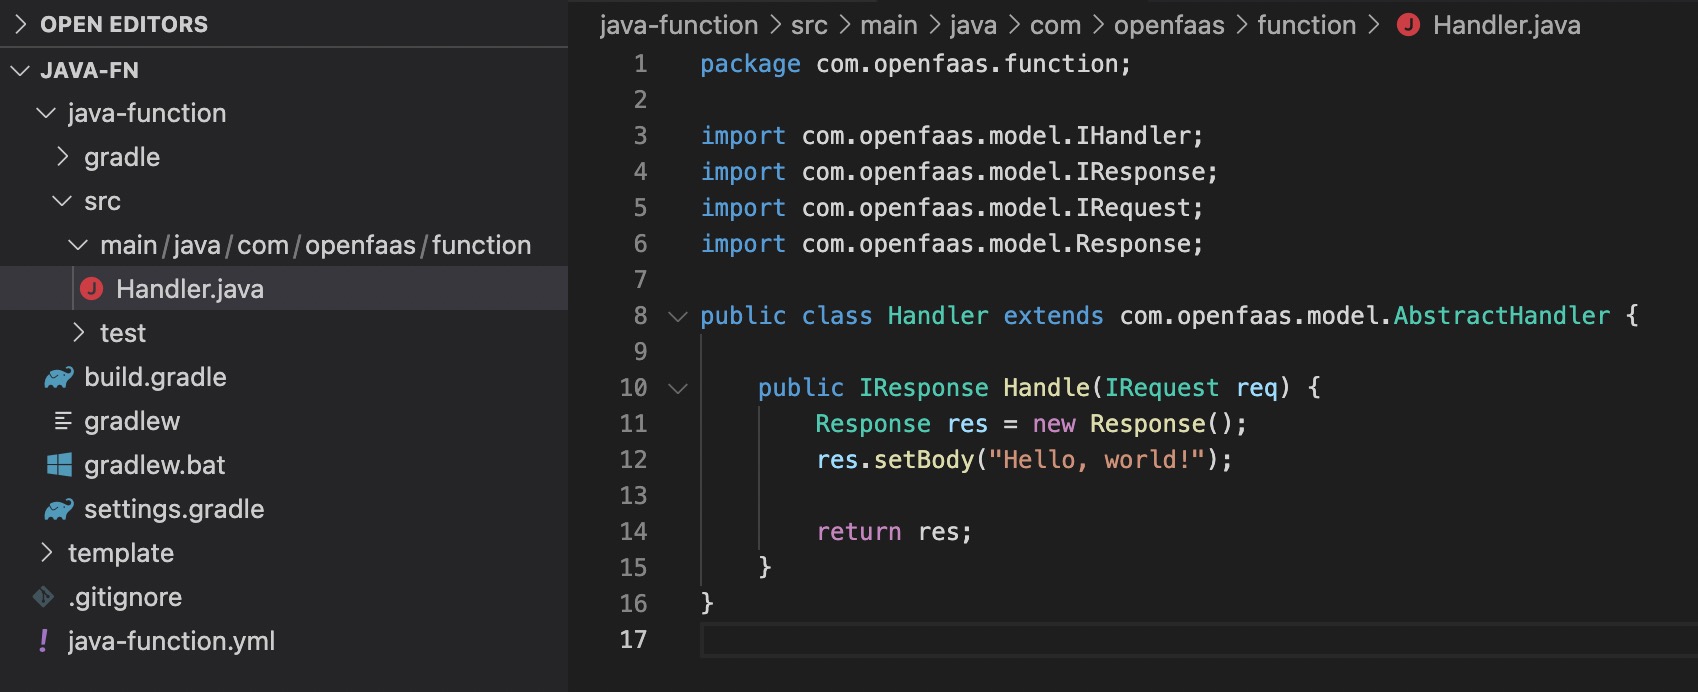 OPEN EDITORS
JAVA-FN
java-function
gradle
src
main/java/com/openfaas/function
J Handler.java
test
build.gradle
gradlew
gradlew.bat
settings.gradle
template
.gitignore
! java-function.yml
java-function > src > main > java > com > openfaas > function > J Handler.java
1 package com.openfaas.function;
2
3 import com.openfaas.model.IHandler;
4 import com.openfaas.model.IResponse;
5 import com.openfaas.model.IRequest;
6 import com.openfaas.model.Response;
7
8 public class Handler extends com.openfaas.model.AbstractHandler {
9
10     public IResponse Handle(IRequest req) {
11         Response res = new Response();
12         res.setBody("Hello, world!");
13
14         return res;
15     }
16 }
17